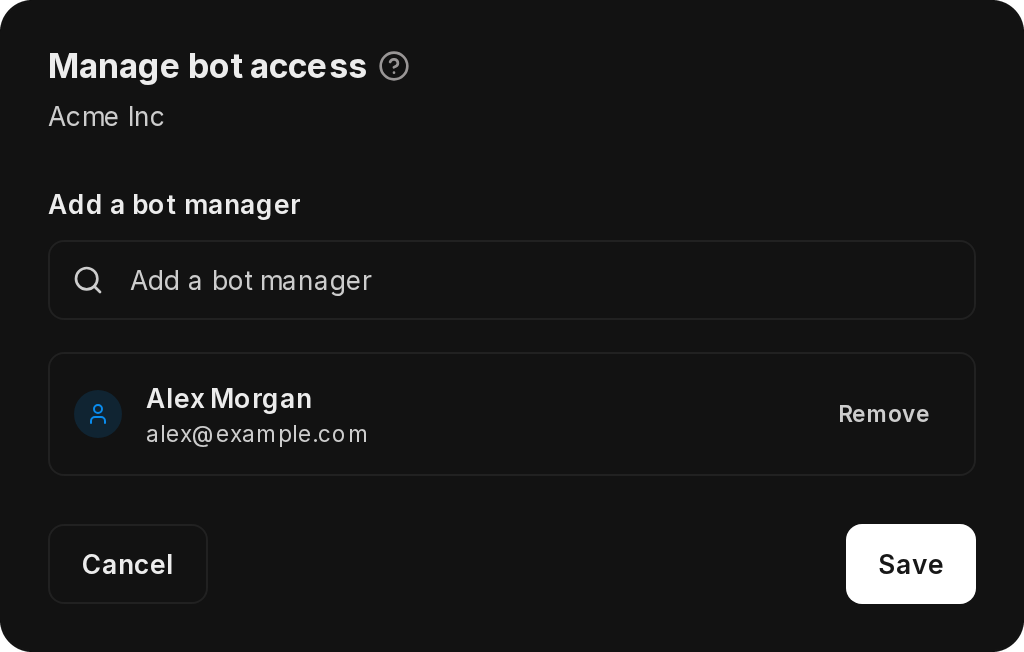 Manage bot access
Acme Inc
Add a bot manager
Add a bot manager
Alex Morgan
alex@example.com
Remove
Cancel
Save